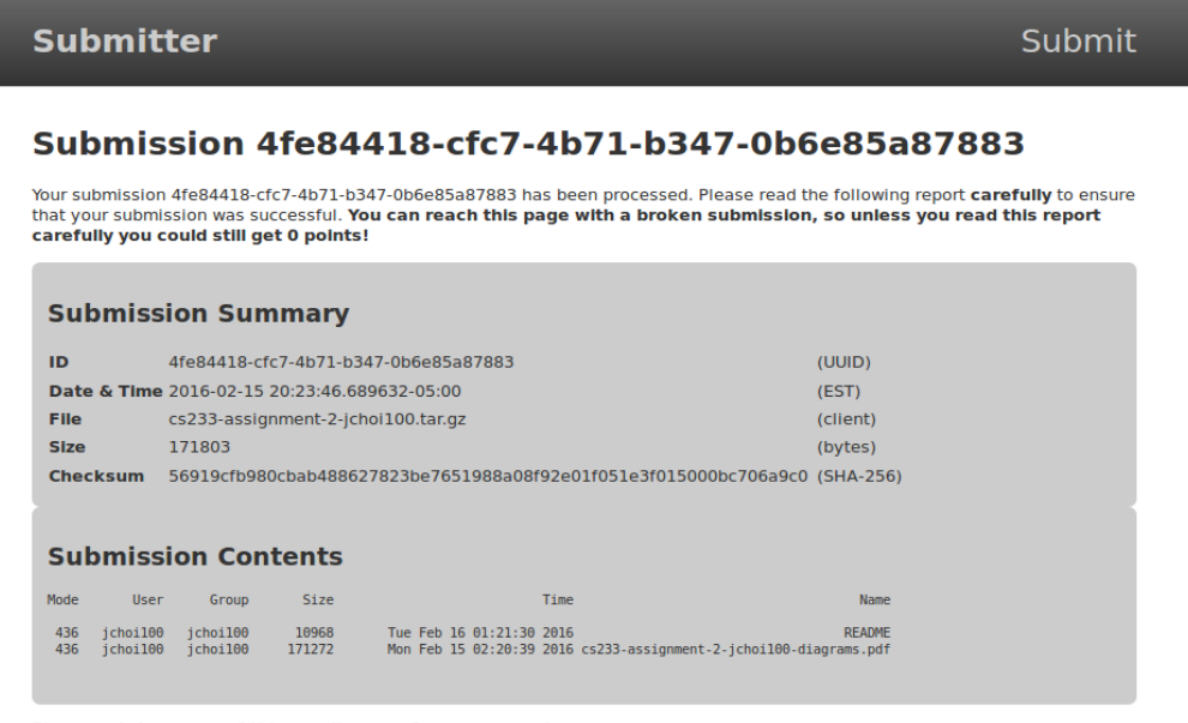 Submitter Submit
Submission 4fe84418-cfc7-4b71-b347-0b6e85a87883
Your submission 4fe84418-cfc7-4b71-b347-0b6e85a87883 has been processed. Please read the following report carefully to ensure
that your submission was successful. You can reach this page with a broken submission, so unless you read this report
carefully you could still get 0 points!
Submission Summary
ID 4fe84418-cfc7-4b71-b347-0b6e85a87883 (UUID)
Date & Time 2016-02-15 20:23:46.689632-05:00 (EST)
File cs233-assignment-2-jchoi100.tar.gz (client)
Size 171803 (bytes)
Checksum 56919cfb980cbab488627823be7651988a08f92e01f051e3f015000bc706a9c0 (SHA-256)
Submission Contents
Mode User Group Size Time Name
436 jchoi100 jchoi100 10968 Tue Feb 16 01:21:30 2016 README
436 jchoi100 jchoi100 171272 Mon Feb 15 02:20:39 2016 cs233-assignment-2-jchoi100-diagrams.pdf